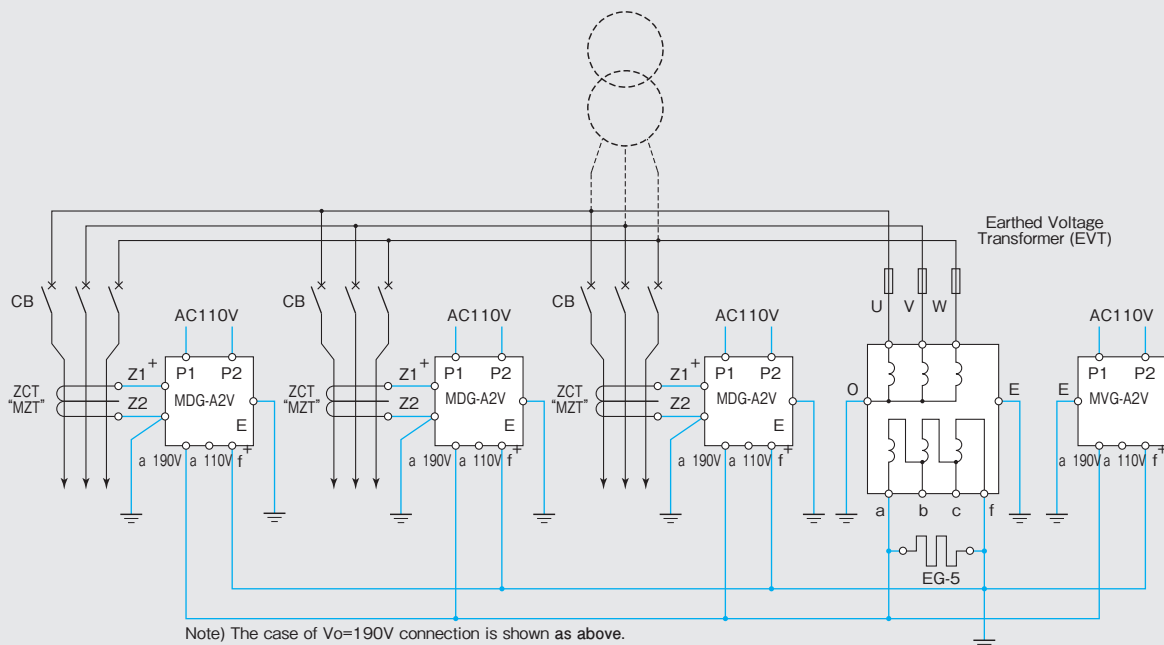 Earthed Voltage
Transformer (EVT)
CB
CB
CB
U
V
W
AC110V
AC110V
AC110V
AC110V
ZCT
"MZT"
Z1
+
Z2
P1
P2
MDG-A2V
E
a 190V
a 110V
f
+
ZCT
"MZT"
Z1
+
Z2
P1
P2
MDG-A2V
E
a 190V
a 110V
f
+
ZCT
"MZT"
Z1
+
Z2
P1
P2
MDG-A2V
E
a 190V
a 110V
f
+
O
E
a
b
c
f
EG-5
E
P1
P2
MVG-A2V
a 190V
a 110V
f
+
Note) The case of Vo=190V connection is shown as above.